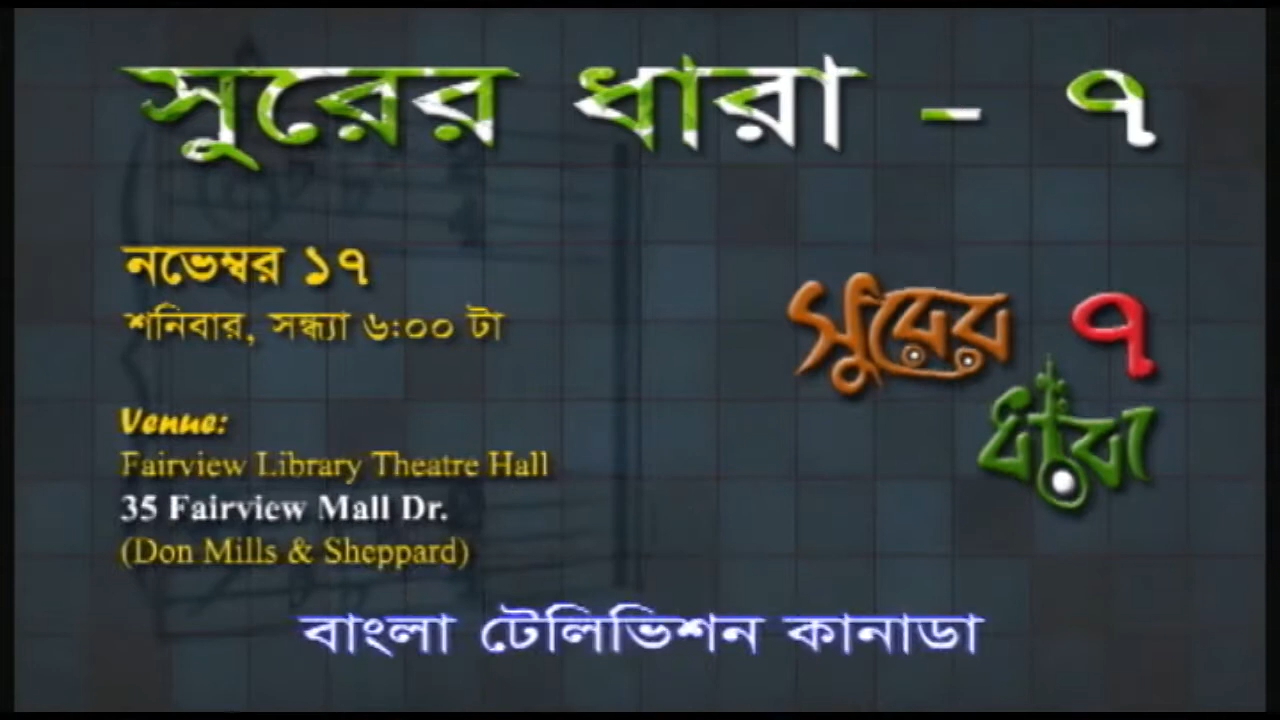 সুরের ধারা - ৭
নভেম্বর ১৭
শনিবার, সন্ধ্যা ৬:০০ টা
সুরের ৭
ধারা
Venue:
Fairview Library Theatre Hall
35 Fairview Mall Dr.
(Don Mills & Sheppard)
বাংলা টেলিভিশন কানাডা